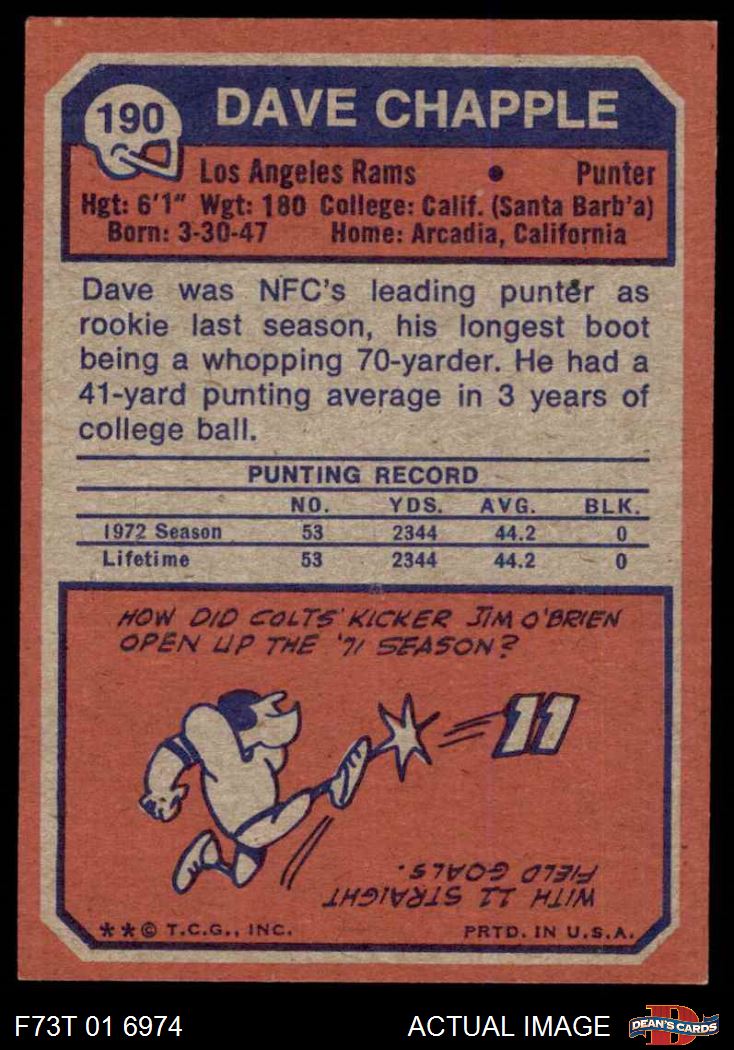 190
DAVE CHAPPLE
Los Angeles Rams • Punter
Hgt: 6'1" Wgt: 180 College: Calif. (Santa Barb'a)
Born: 3-30-47 Home: Arcadia, California
Dave was NFC's leading punter as
rookie last season, his longest boot
being a whopping 70-yarder. He had a
41-yard punting average in 3 years of
college ball.
PUNTING RECORD
NO. YDS. AVG. BLK.
1972 Season 53 2344 44.2 0
Lifetime 53 2344 44.2 0
HOW DID COLTS' KICKER JIM O'BRIEN
OPEN UP THE '71 SEASON?
11
WITH 11 STRAIGHT
FIELD GOALS.
**© T.C.G., INC. PRTD. IN U.S.A.
F73T 01 6974 ACTUAL IMAGE D DEAN'S CARDS